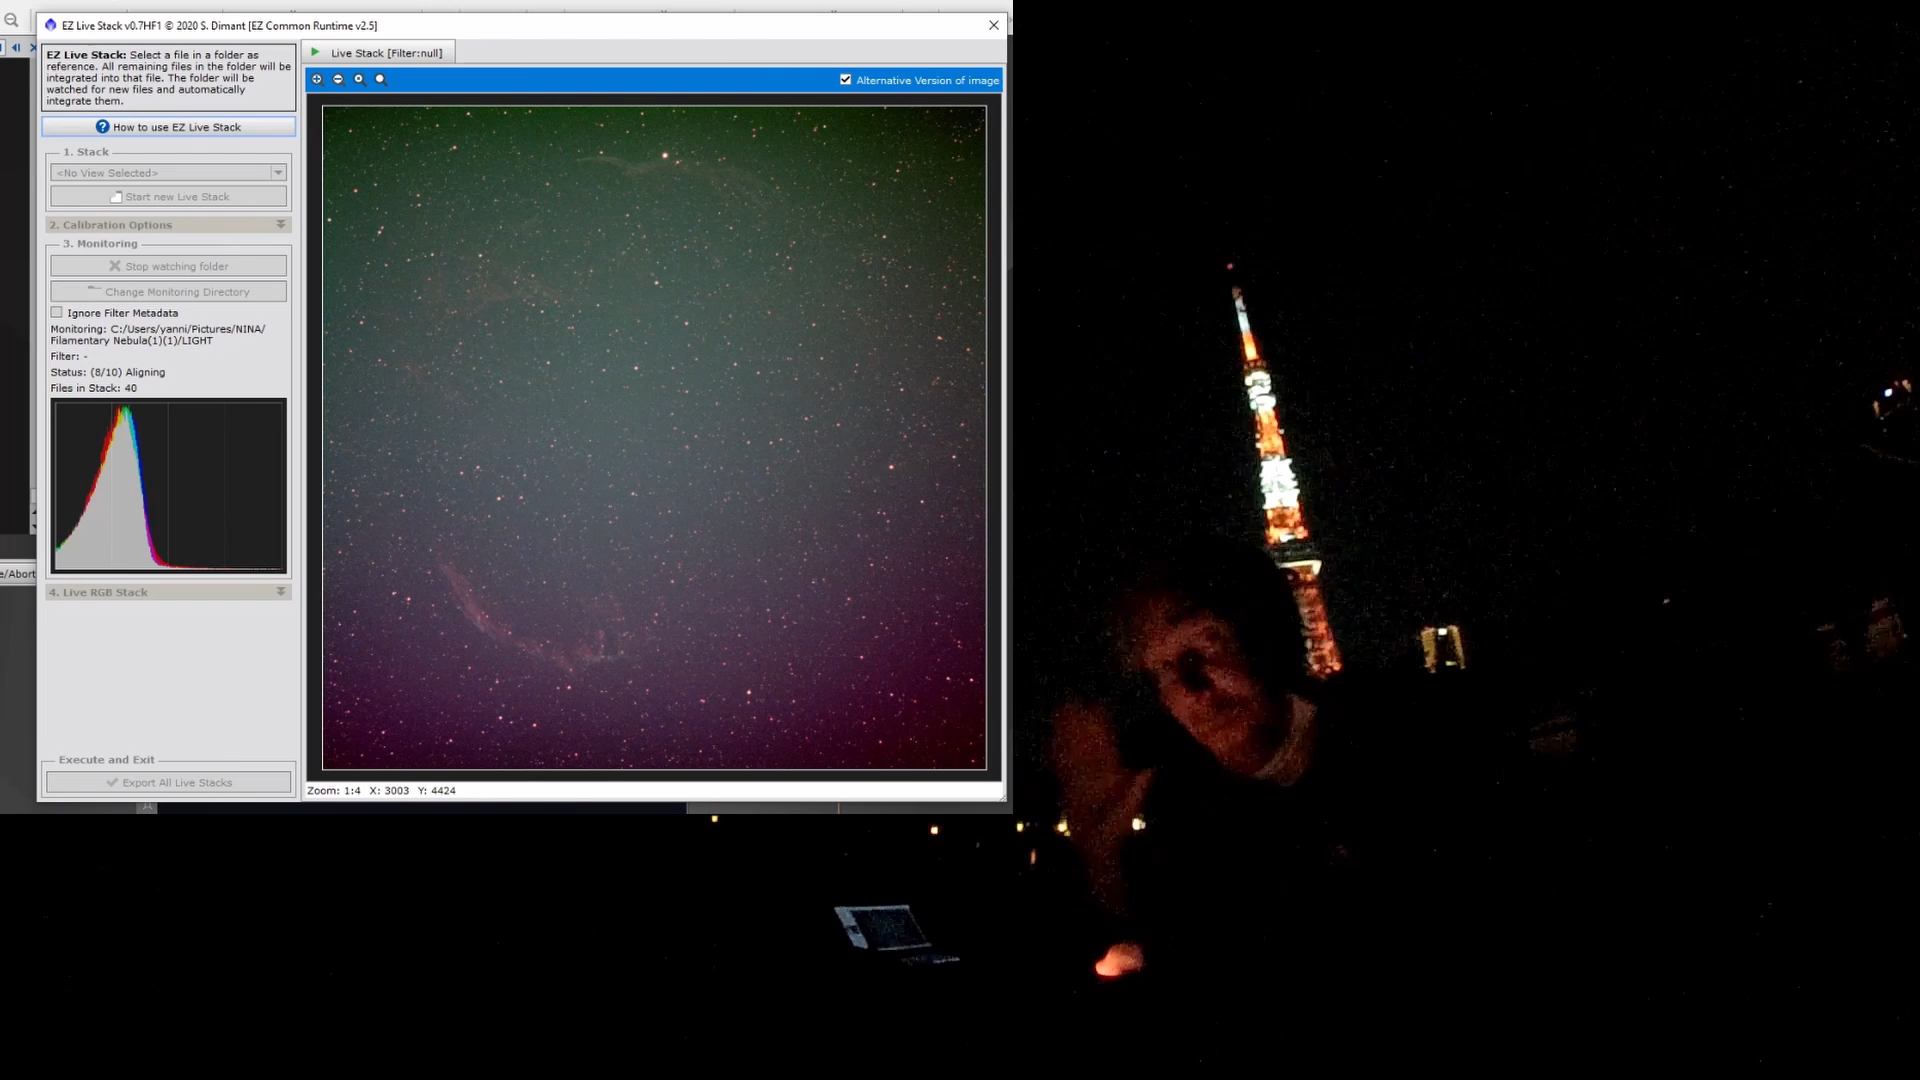 EZ Live Stack v0.7HF1 © 2020 S. Dimant [EZ Common Runtime v2.5]
EZ Live Stack: Select a file in a folder as
reference. All remaining files in the folder will be
integrated into that file. The folder will be
watched for new files and automatically
integrate them.
How to use EZ Live Stack
1. Stack
<No View Selected>
Start new Live Stack
2. Calibration Options
3. Monitoring
Stop watching folder
Change Monitoring Directory
Ignore Filter Metadata
Monitoring: C:/Users/yanni/Pictures/NINA/
Filamentary Nebula(1)(1)/LIGHT
Filter: -
Status: (8/10) Aligning
Files in Stack: 40
e/Abort
4. Live RGB Stack
Execute and Exit
Export All Live Stacks
Live Stack [Filter:null]
Alternative Version of image
Zoom: 1:4 X: 3003 Y: 4424